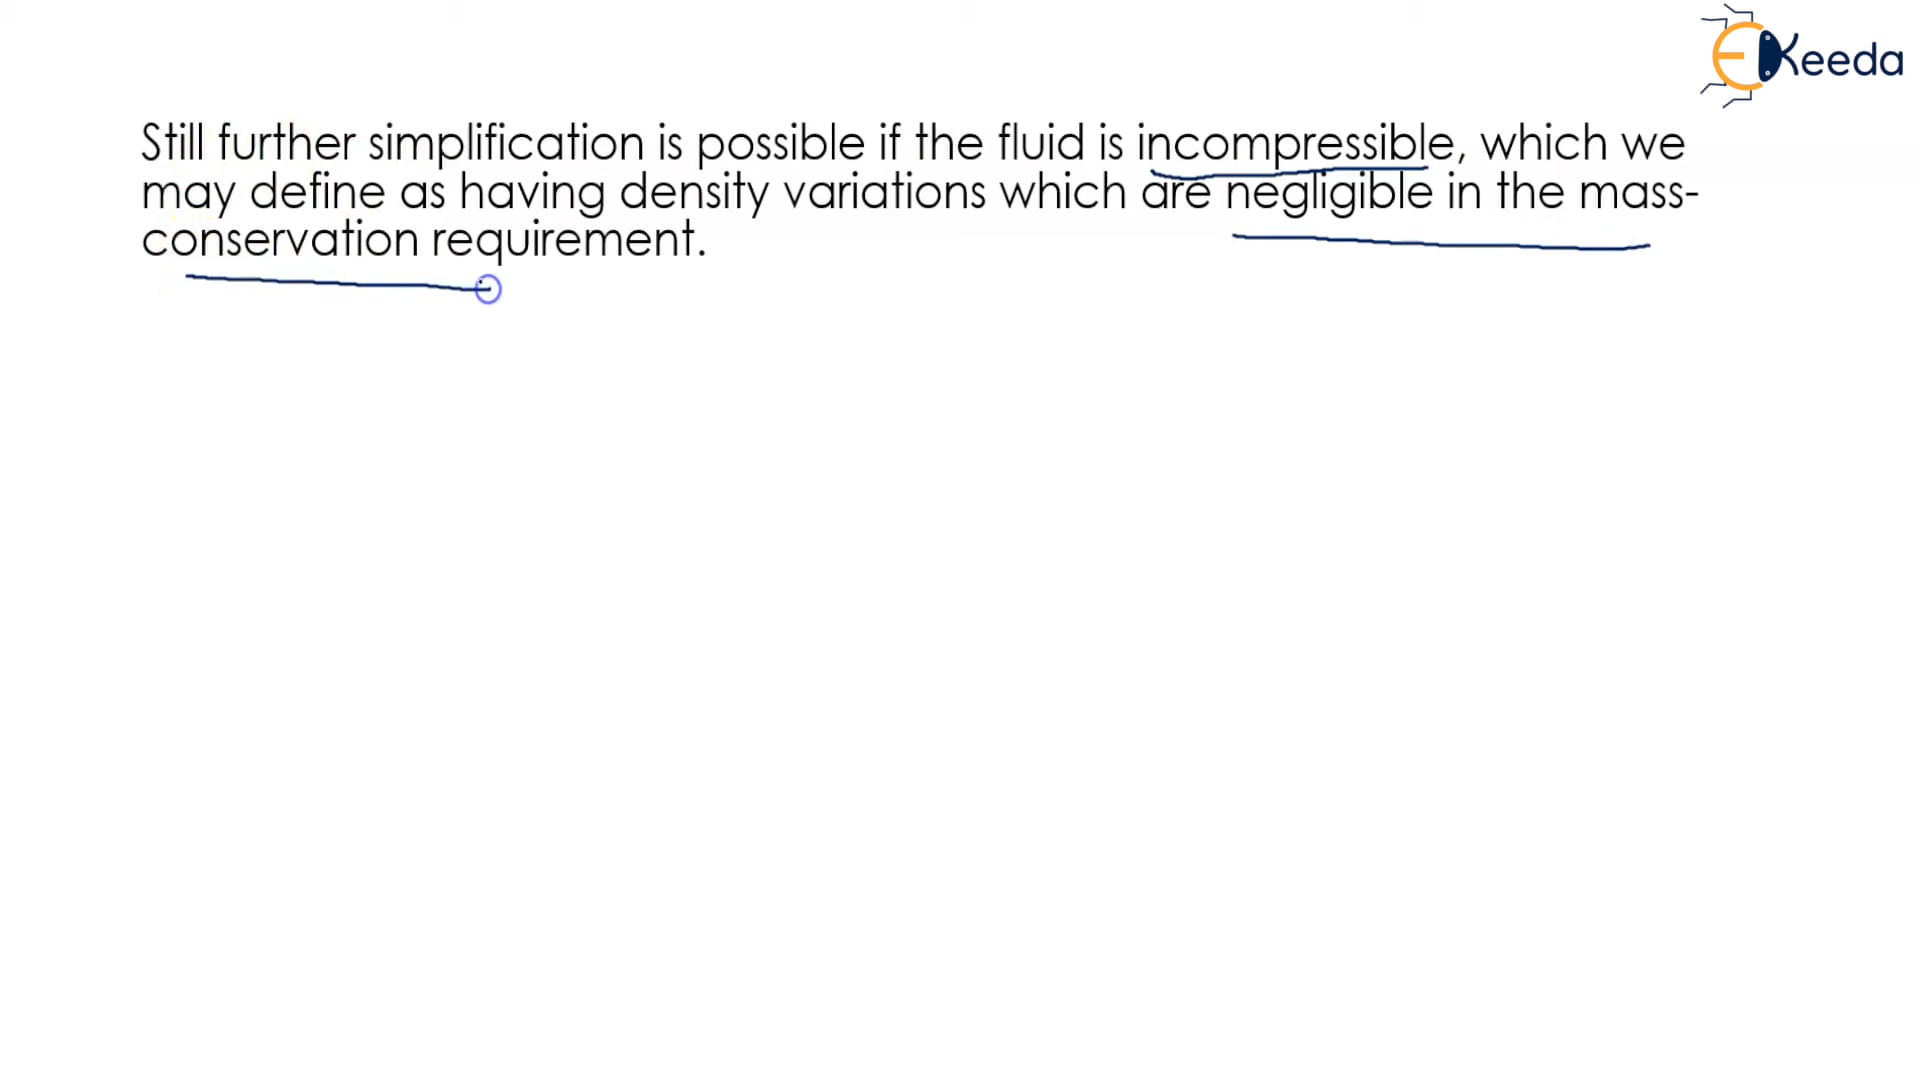 EKeeda
Still further simplification is possible if the fluid is incompressible, which we
may define as having density variations which are negligible in the mass-
conservation requirement.